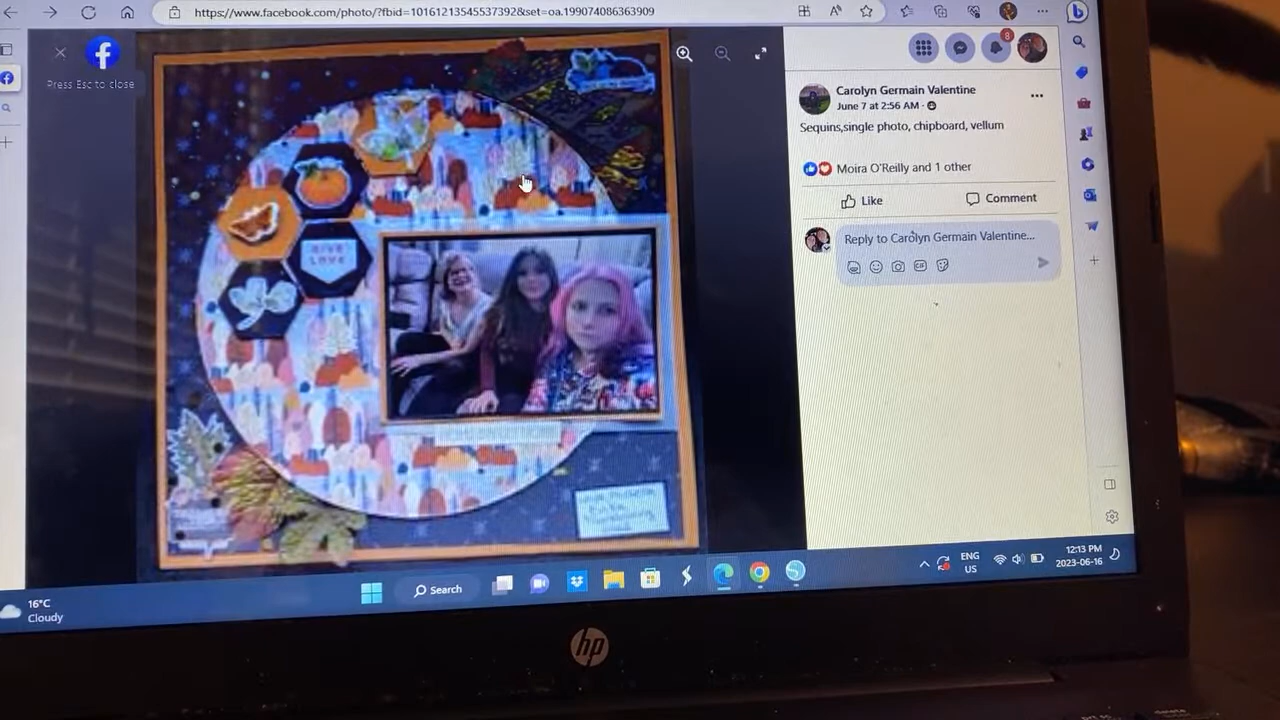 https://www.facebook.com/photo/?fbid=10161213545537392&set=oa.199074086363909
Press Esc to close
8
Carolyn Germain Valentine
June 7 at 2:56 AM
Sequins,single photo, chipboard, vellum
Moira O'Reilly and 1 other
Like
Comment
Reply to Carolyn Germain Valentine...
GIF
GIVE
LOVE
16°C
Cloudy
Search
ENG
US
12:13 PM
2023-06-16
hp